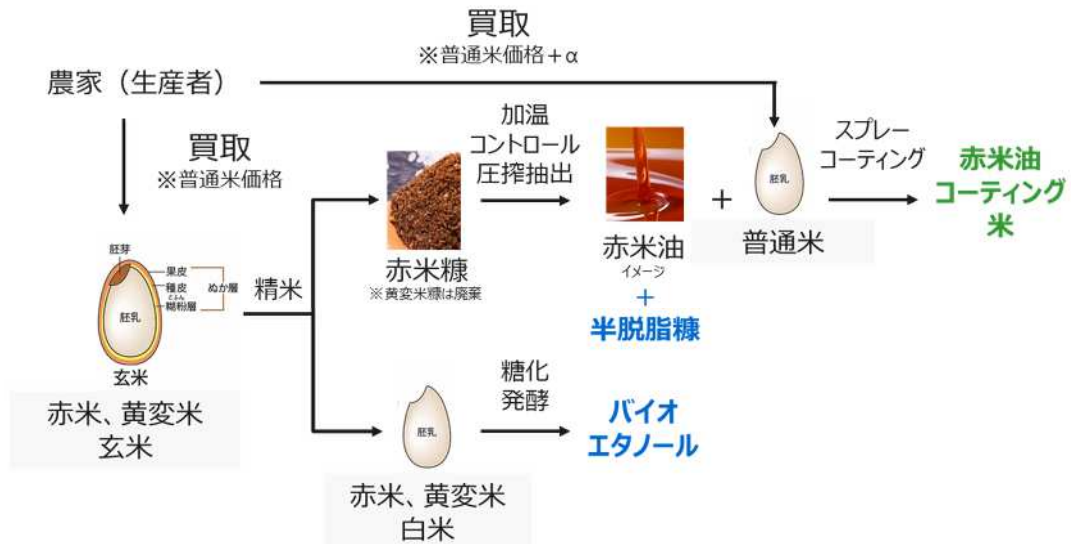 買取
※普通米価格+α
農家（生産者）
買取
※普通米価格
加温
コントロール
圧搾抽出
スプレー
コーティング
赤米油
コーティング
米
胚乳
+
普通米
赤米糠
※黄変米糠は廃棄
赤米油
イメージ
+
半脱脂糠
胚芽
果皮
種皮
とふん
糊粉層
ぬか層
胚乳
玄米
精米
赤米、黄変米
玄米
胚乳
糖化
発酵
バイオ
エタノール
赤米、黄変米
白米